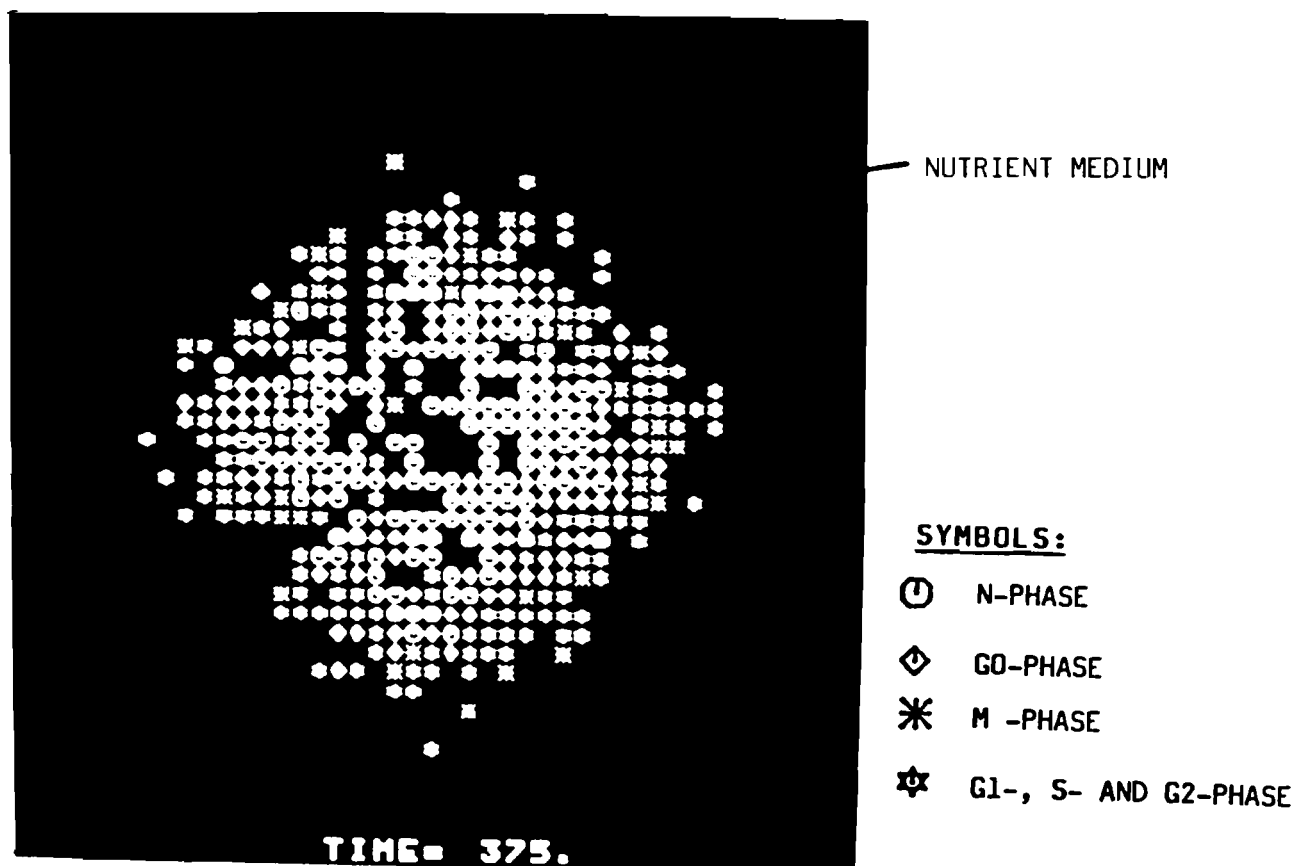 NUTRIENT MEDIUM
SYMBOLS:
N-PHASE
G0-PHASE
M -PHASE
G1-, S- AND G2-PHASE
TIME= 375.